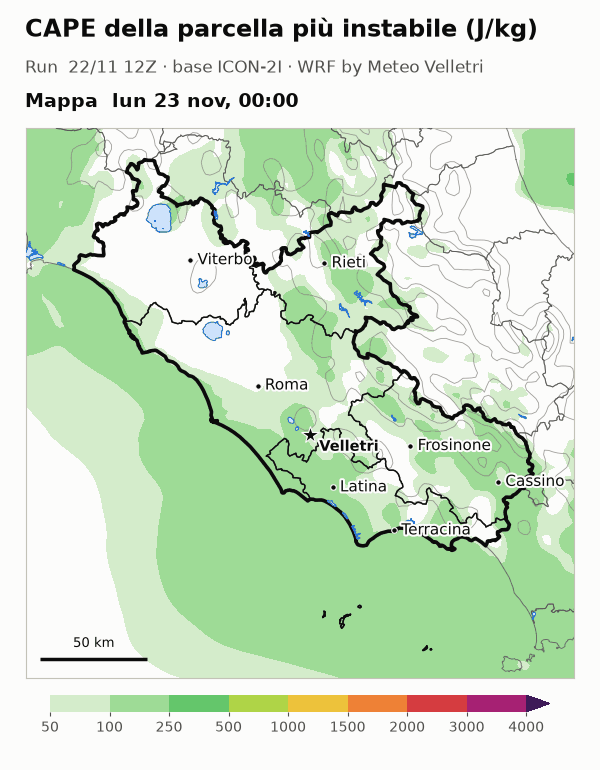 CAPE della parcella più instabile (J/kg)
Run  22/11 12Z · base ICON-2I · WRF by Meteo Velletri
Mappa  lun 23 nov, 00:00
Viterbo
Rieti
Roma
Velletri
Frosinone
Cassino
Latina
Terracina
50 km
50 100 250 500 1000 1500 2000 3000 4000